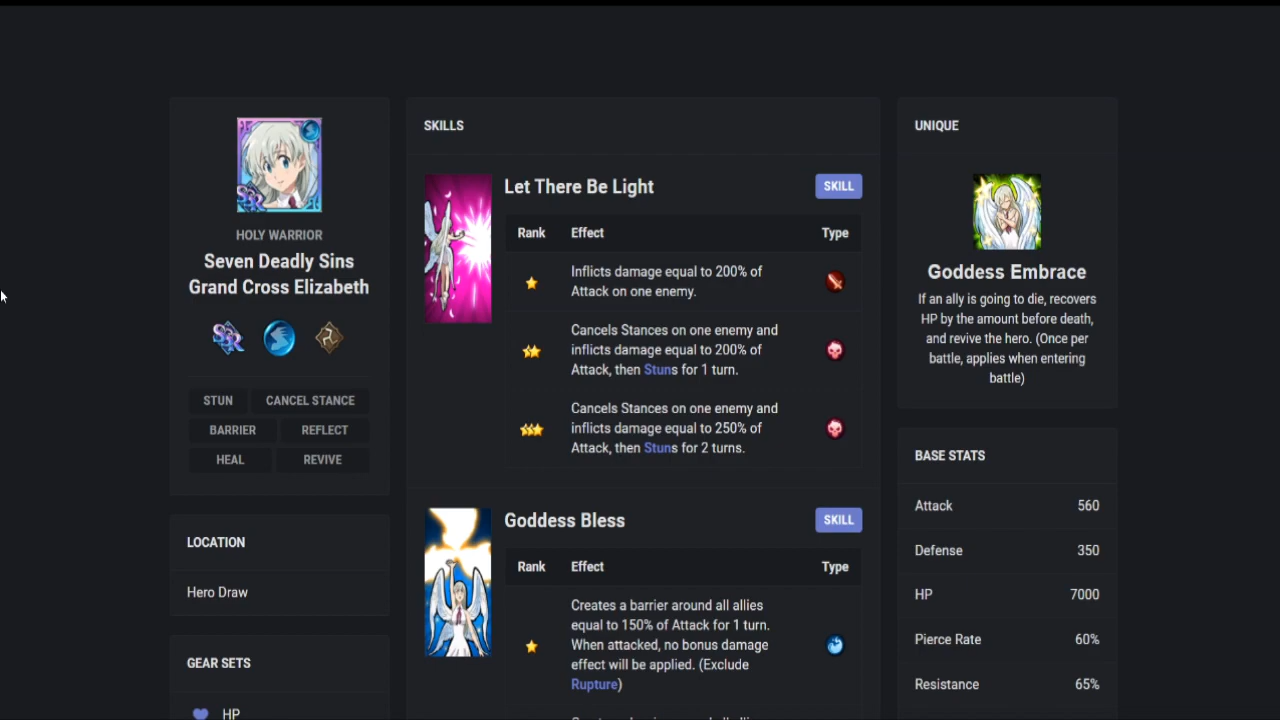 HOLY WARRIOR
Seven Deadly Sins
Grand Cross Elizabeth
SSR
STUN
CANCEL STANCE
BARRIER
REFLECT
HEAL
REVIVE
LOCATION
Hero Draw
GEAR SETS
HP
SKILLS
Let There Be Light
SKILL
Rank Effect Type
Inflicts damage equal to 200% of
Attack on one enemy.
Cancels Stances on one enemy and
inflicts damage equal to 200% of
Attack, then Stuns for 1 turn.
Cancels Stances on one enemy and
inflicts damage equal to 250% of
Attack, then Stuns for 2 turns.
Goddess Bless
SKILL
Rank Effect Type
Creates a barrier around all allies
equal to 150% of Attack for 1 turn.
When attacked, no bonus damage
effect will be applied. (Exclude
Rupture)
UNIQUE
Goddess Embrace
If an ally is going to die, recovers
HP by the amount before death,
and revive the hero. (Once per
battle, applies when entering
battle)
BASE STATS
Attack 560
Defense 350
HP 7000
Pierce Rate 60%
Resistance 65%